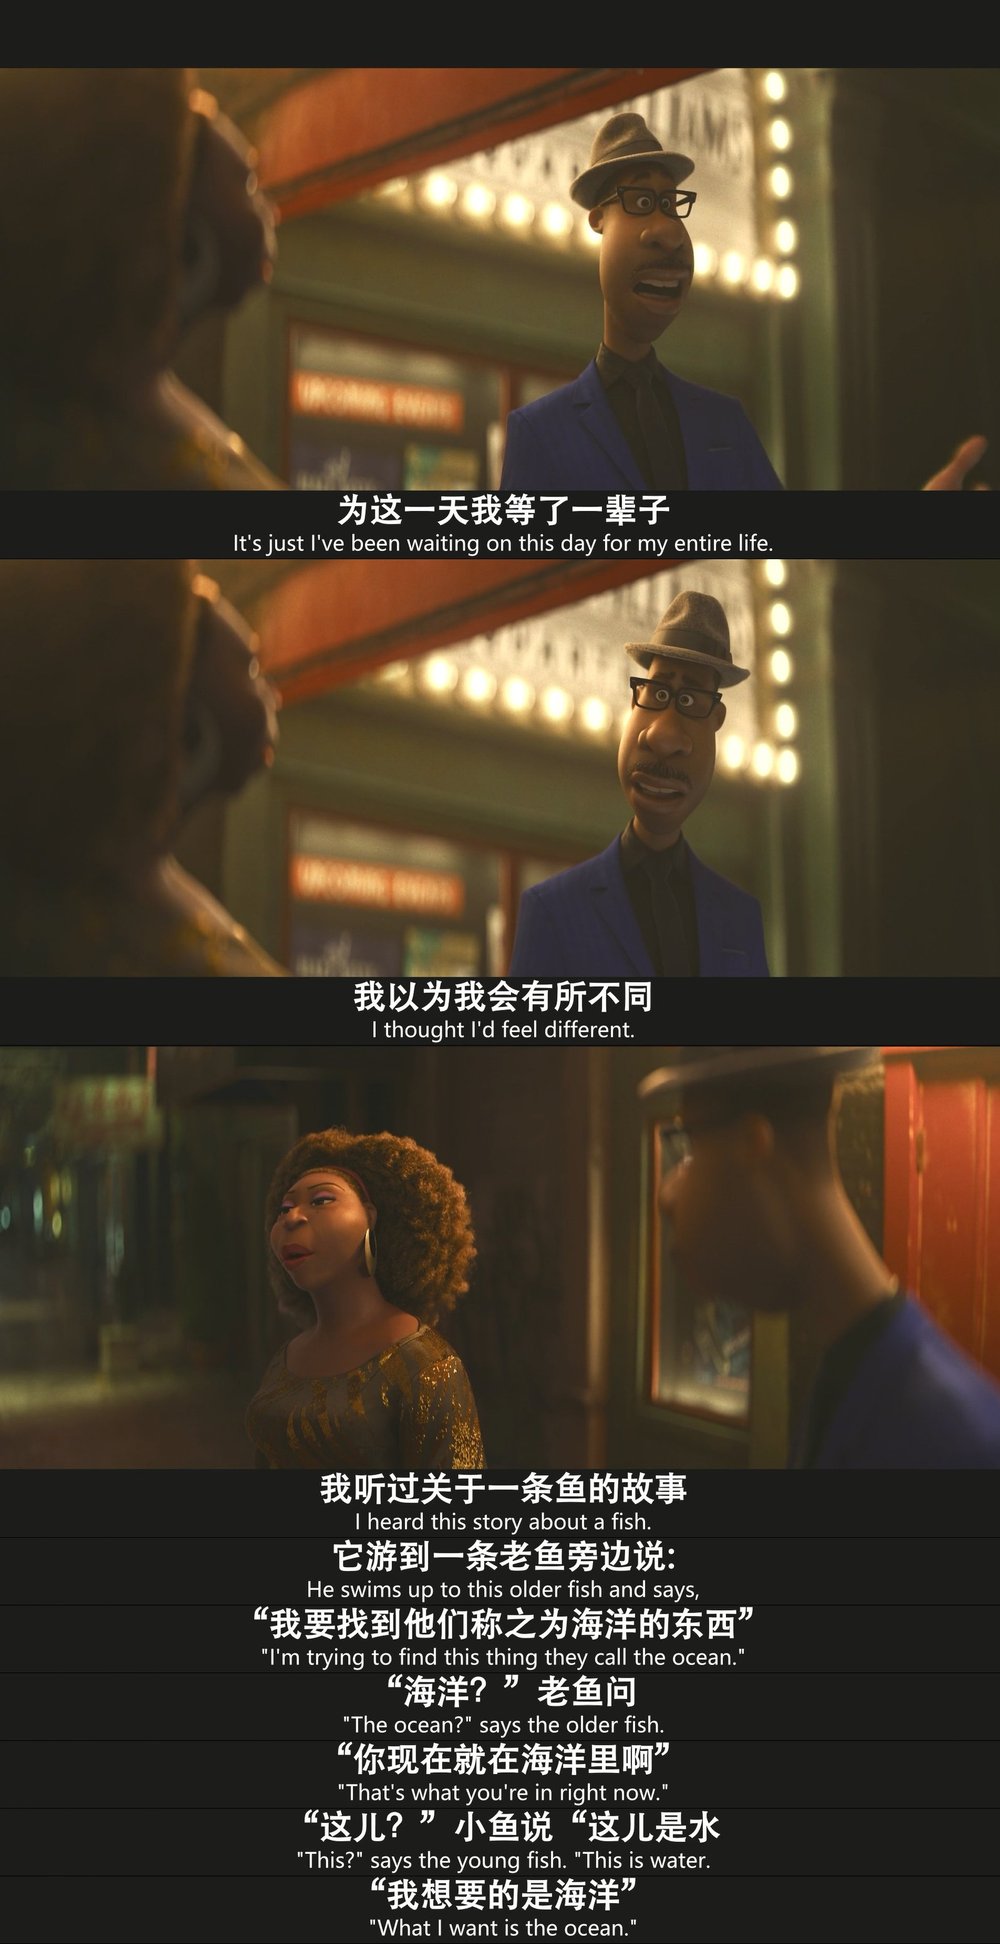 为这一天我等了一辈子
It's just I've been waiting on this day for my entire life.
我以为我会有所不同
I thought I'd feel different.
我听过关于一条鱼的故事
I heard this story about a fish.
它游到一条老鱼旁边说:
He swims up to this older fish and says,
“我要找到他们称之为海洋的东西”
"I'm trying to find this thing they call the ocean."
“海洋？”老鱼问
"The ocean?" says the older fish.
“你现在就在海洋里啊”
"That's what you're in right now."
“这儿？”小鱼说“这儿是水
"This?" says the young fish. "This is water.
“我想要的是海洋”
"What I want is the ocean."